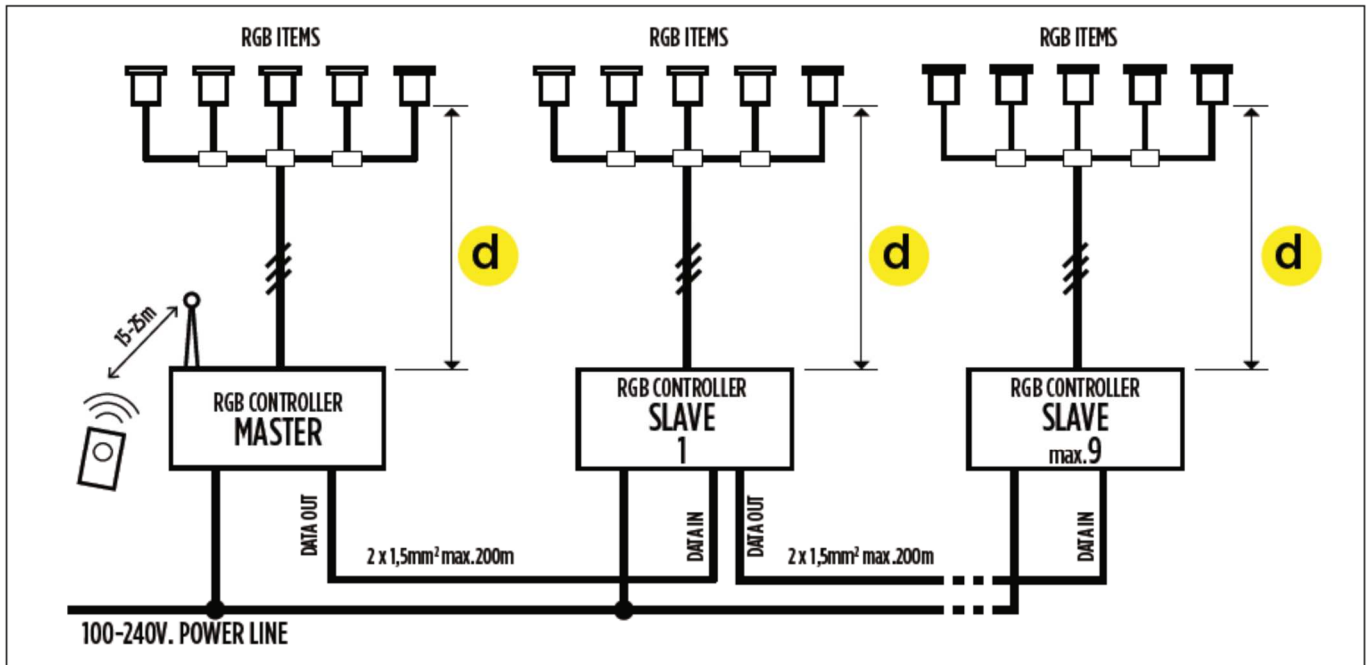 RGB ITEMS
RGB ITEMS
RGB ITEMS
d
d
d
15-25m
RGB CONTROLLER
MASTER
RGB CONTROLLER
SLAVE
1
RGB CONTROLLER
SLAVE
max.9
DATA OUT
DATA IN
DATA OUT
DATA IN
2 x 1,5mm² max.200m
2 x 1,5mm² max.200m
100-240V. POWER LINE